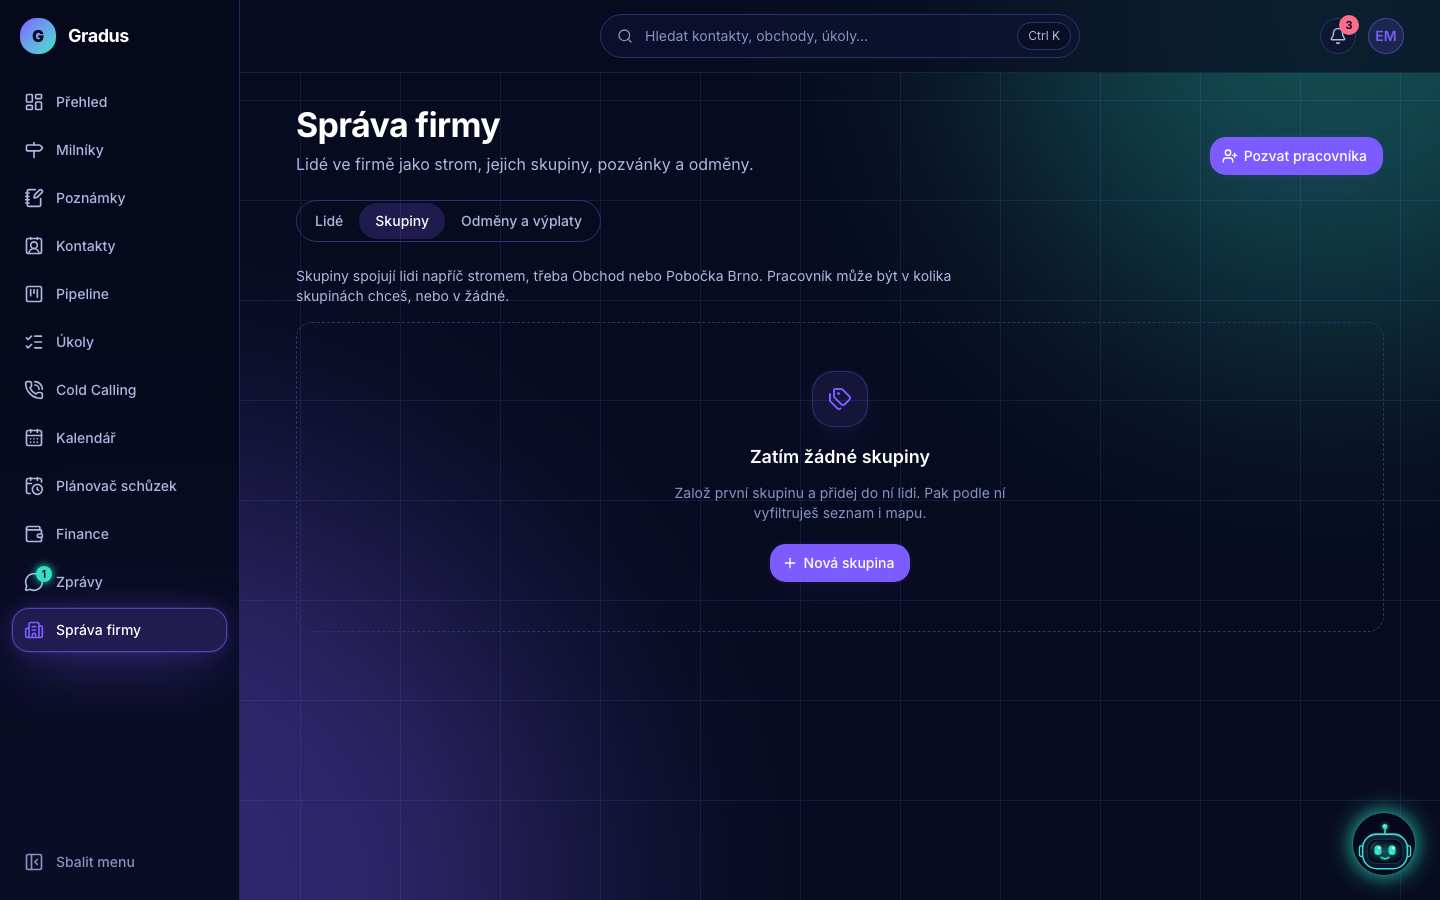 G
Gradus
Hledat kontakty, obchody, úkoly...
Ctrl K
3
EM
Přehled
Milníky
Poznámky
Kontakty
Pipeline
Úkoly
Cold Calling
Kalendář
Plánovač schůzek
Finance
1
Zprávy
Správa firmy
Sbalit menu
Správa firmy
Lidé ve firmě jako strom, jejich skupiny, pozvánky a odměny.
Pozvat pracovníka
Lidé
Skupiny
Odměny a výplaty
Skupiny spojují lidi napříč stromem, třeba Obchod nebo Pobočka Brno. Pracovník může být v kolika
skupinách chceš, nebo v žádné.
Zatím žádné skupiny
Založ první skupinu a přidej do ní lidi. Pak podle ní
vyfiltruješ seznam i mapu.
Nová skupina